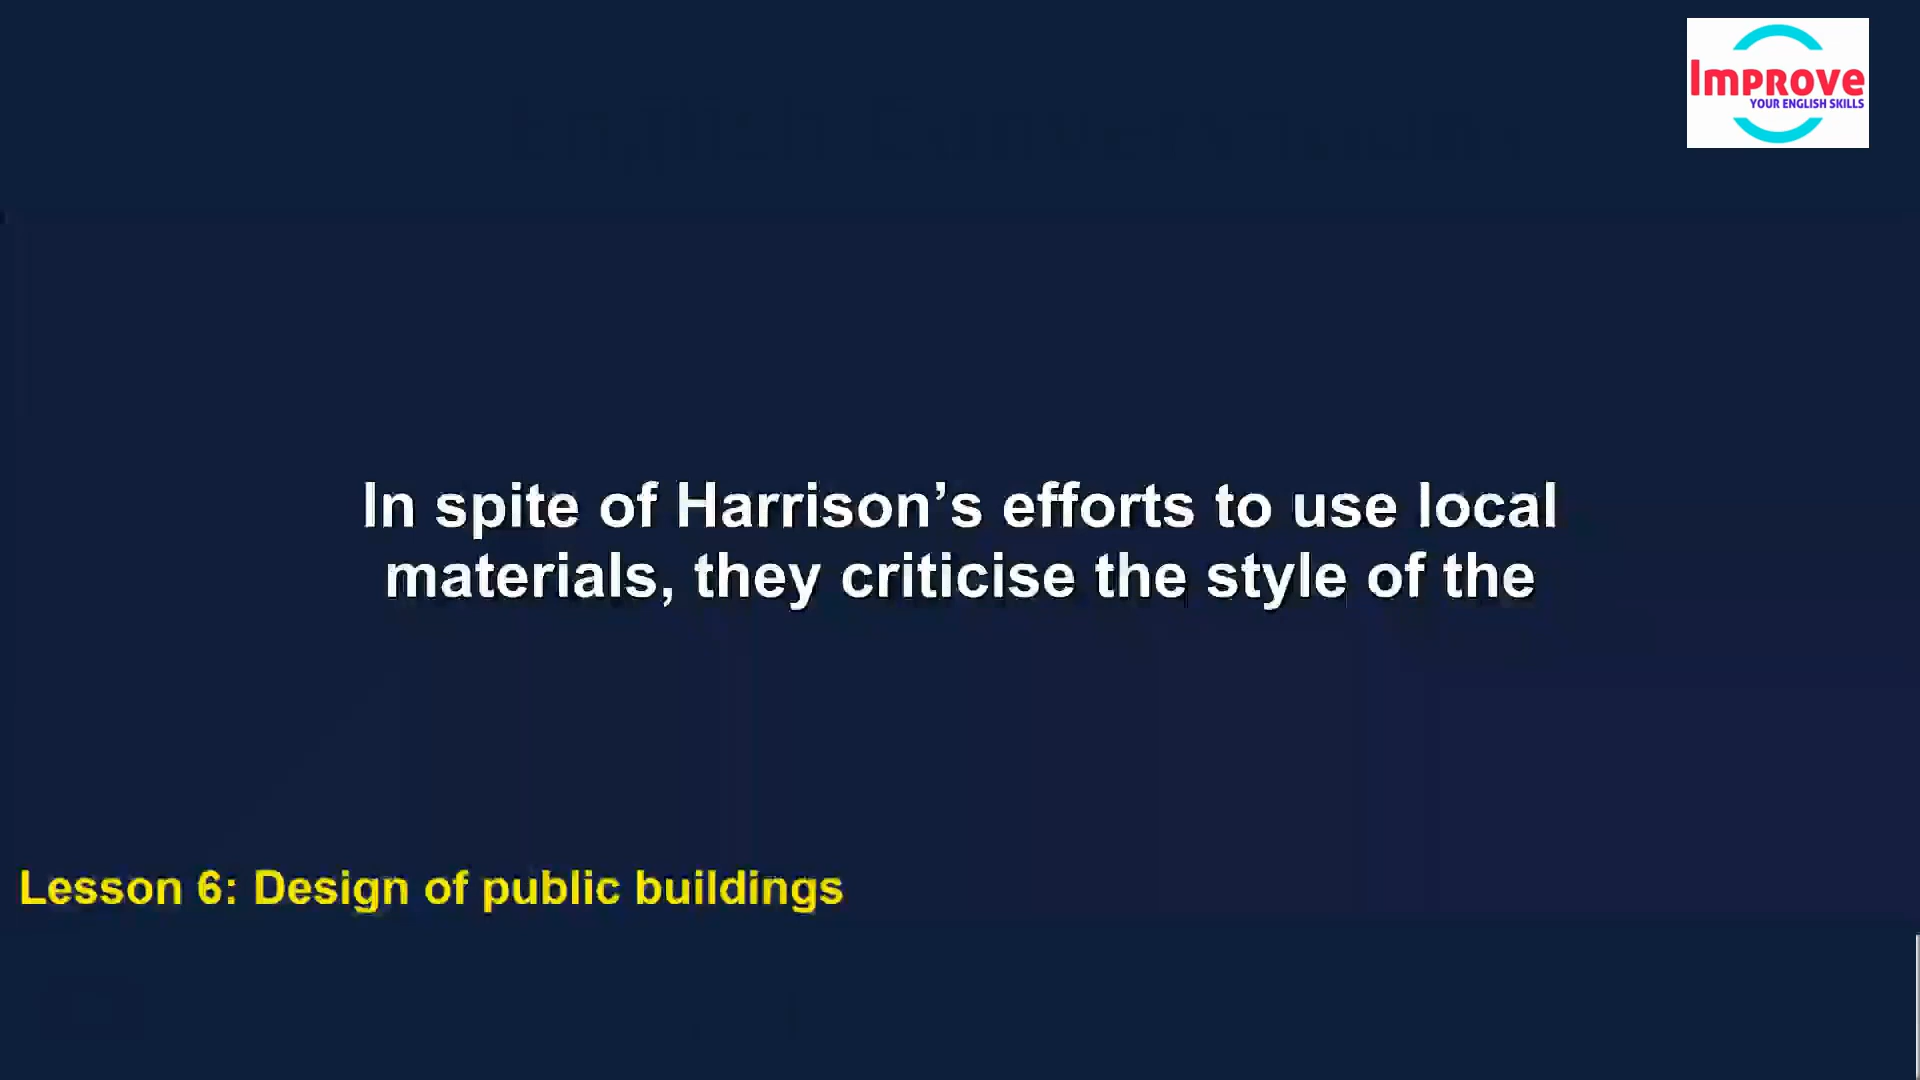 Improve
YOUR ENGLISH SKILLS
In spite of Harrison’s efforts to use local
materials, they criticise the style of the
Lesson 6: Design of public buildings